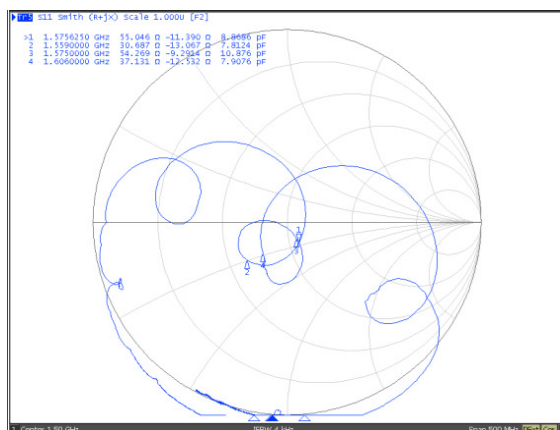 Tr5 S11 Smith (R+jX) Scale 1.000U [F2]
>1 1.5756250 GHz 55.046 Ω -11.390 Ω 8.8686 pF
2 1.5590000 GHz 30.687 Ω -13.067 Ω 7.8124 pF
3 1.5750000 GHz 54.269 Ω -9.2914 Ω 10.876 pF
4 1.6060000 GHz 37.131 Ω -12.532 Ω 7.9076 pF
1
3
2
4
1 Center 1.50 GHz IFBW 4 kHz Span 500 MHz